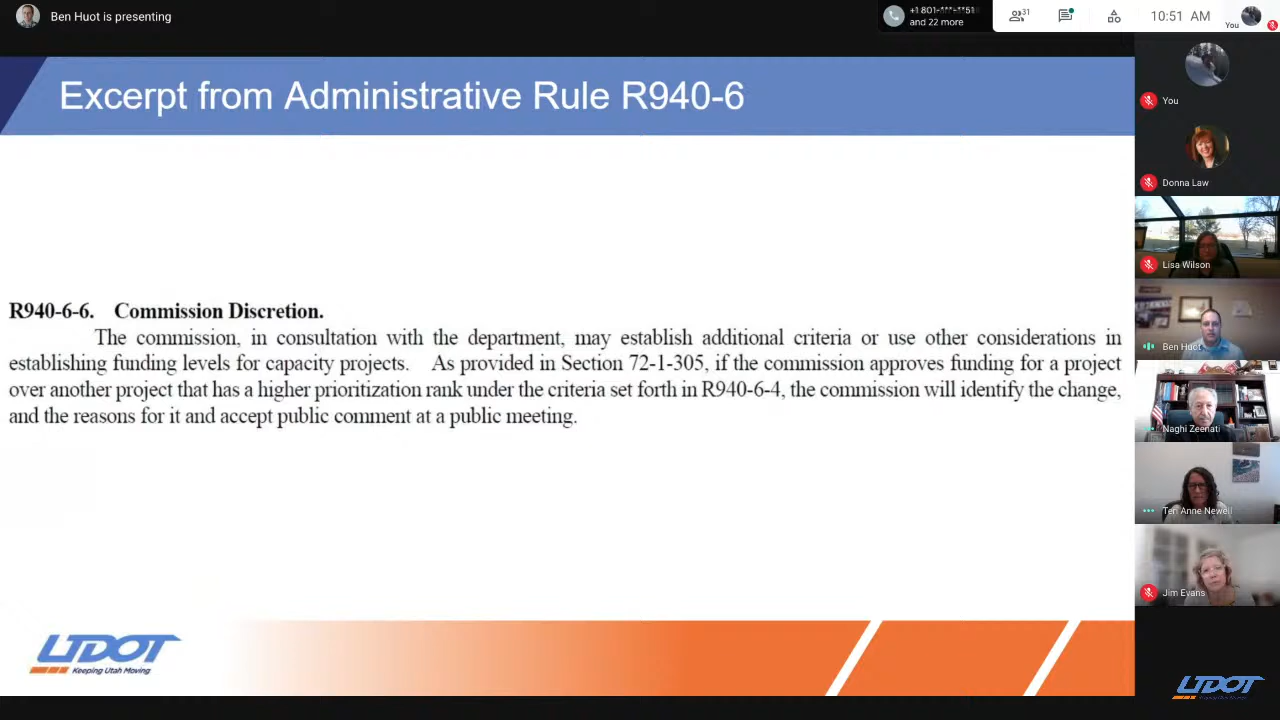 Ben Huot is presenting
and 22 more
31
10:51 AM
You
Excerpt from Administrative Rule R940-6
R940-6-6. Commission Discretion.
The commission, in consultation with the department, may establish additional criteria or use other considerations in
establishing funding levels for capacity projects. As provided in Section 72-1-305, if the commission approves funding for a project
over another project that has a higher prioritization rank under the criteria set forth in R940-6-4, the commission will identify the change,
and the reasons for it and accept public comment at a public meeting.
UDOT
Keeping Utah Moving
You
Donna Law
Lisa Wilson
Ben Huot
Naghi Zeenati
Teri Anne Newell
Jim Evans
UDOT
Keeping Utah Moving